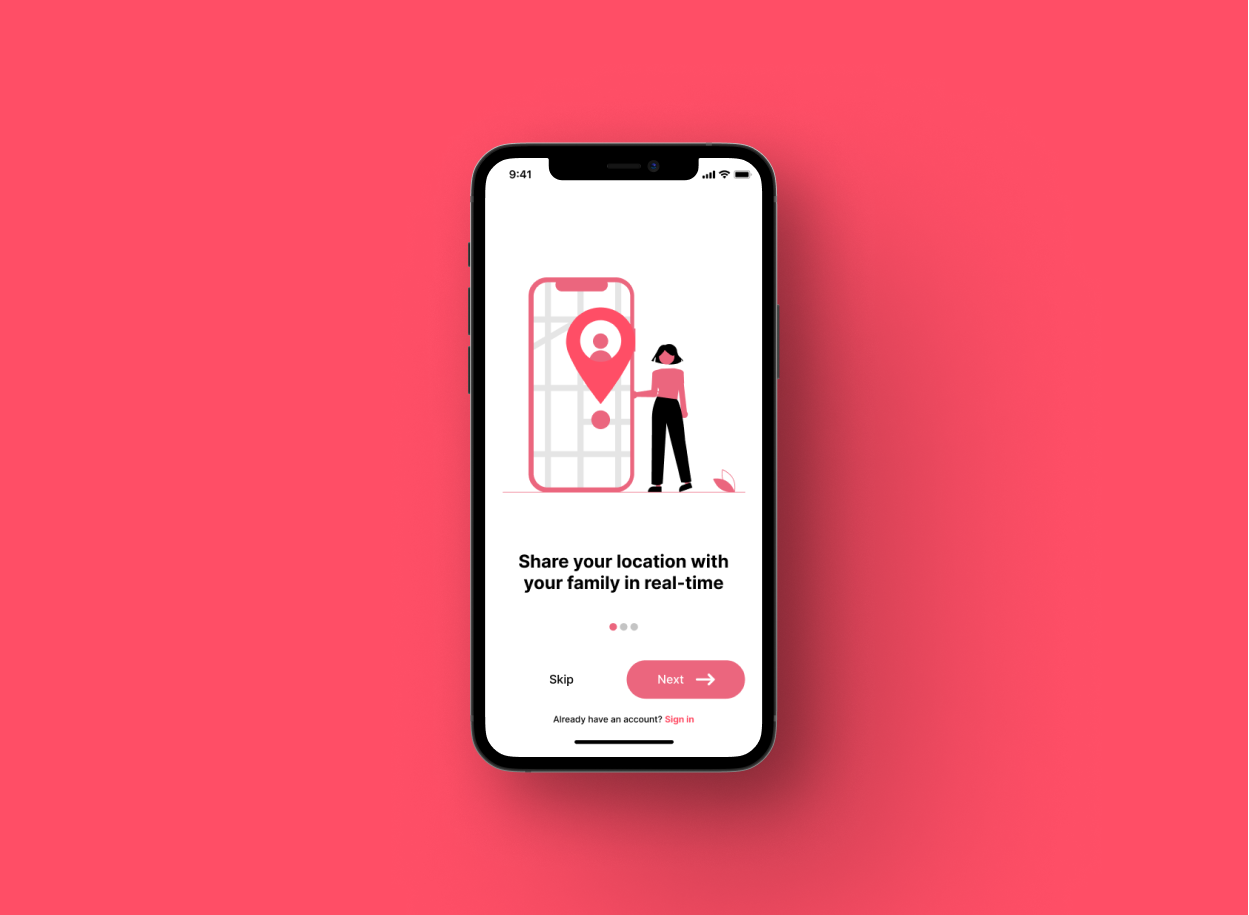 9:41
Share your location with
your family in real-time
Skip
Next
Already have an account? Sign in